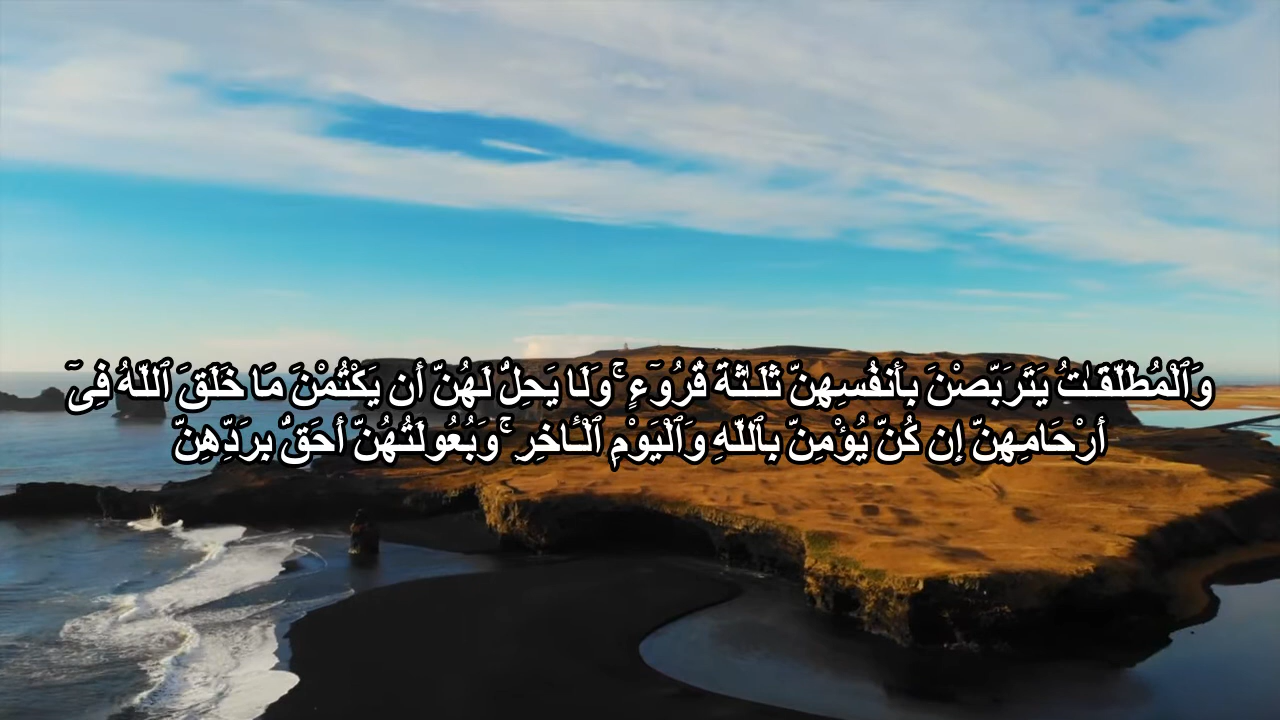 وَٱلْمُطَلَّقَـٰتُ يَتَرَبَّصْنَ بِأَنفُسِهِنَّ ثَلَـٰثَةَ قُرُوٓءٍ ۚ وَلَا يَحِلُّ لَهُنَّ أَن يَكْتُمْنَ مَا خَلَقَ ٱللَّهُ فِىٓ
أَرْحَامِهِنَّ إِن كُنَّ يُؤْمِنَّ بِٱللَّهِ وَٱلْيَوْمِ ٱلْـَٔاخِرِ ۚ وَبُعُولَتُهُنَّ أَحَقُّ بِرَدِّهِنَّ